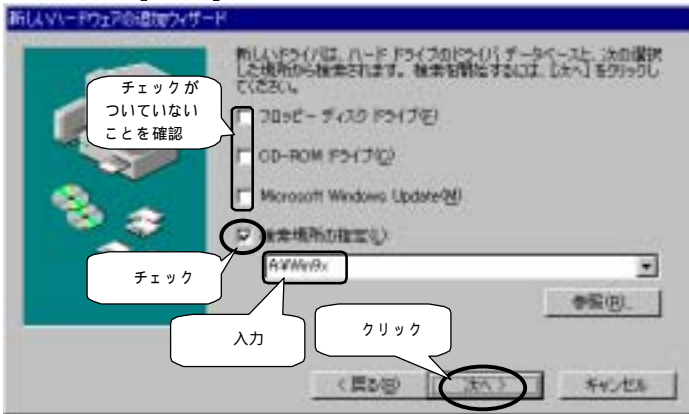 新しいハードウェアの追加ウィザード
新しいドライバは、ハード ドライブのドライバ データベースと、次の選択
した場所から検索されます。検索を開始するには、[次へ] をクリックし
てください。
チェックが
ついていない
ことを確認
フロッピー ディスク ドライブ(F)
CD-ROM ドライブ(C)
Microsoft Windows Update(M)
検索場所の指定(L)
チェック
A:¥Win9x
参照(R)...
入力
クリック
< 戻る(B)
次へ >
キャンセル